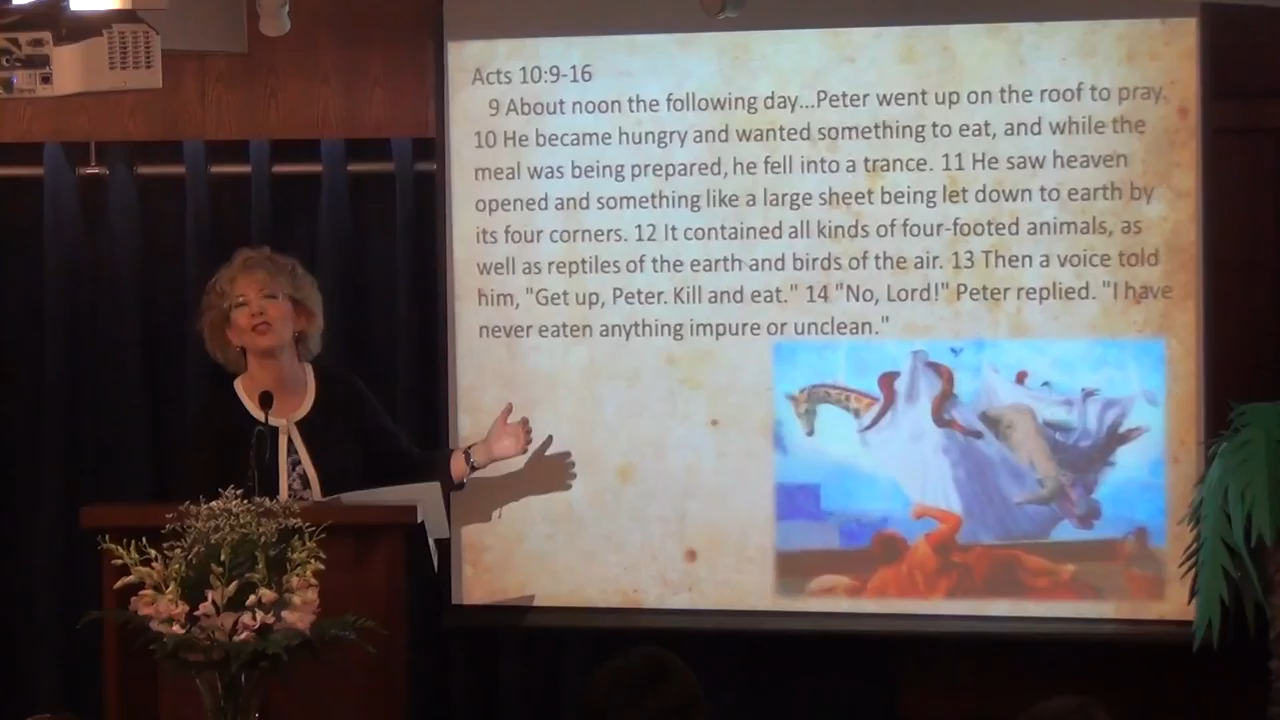 Acts 10:9-16
9 About noon the following day...Peter went up on the roof to pray.
10 He became hungry and wanted something to eat, and while the
meal was being prepared, he fell into a trance. 11 He saw heaven
opened and something like a large sheet being let down to earth by
its four corners. 12 It contained all kinds of four-footed animals, as
well as reptiles of the earth and birds of the air. 13 Then a voice told
him, "Get up, Peter. Kill and eat." 14 "No, Lord!" Peter replied. "I have
never eaten anything impure or unclean."